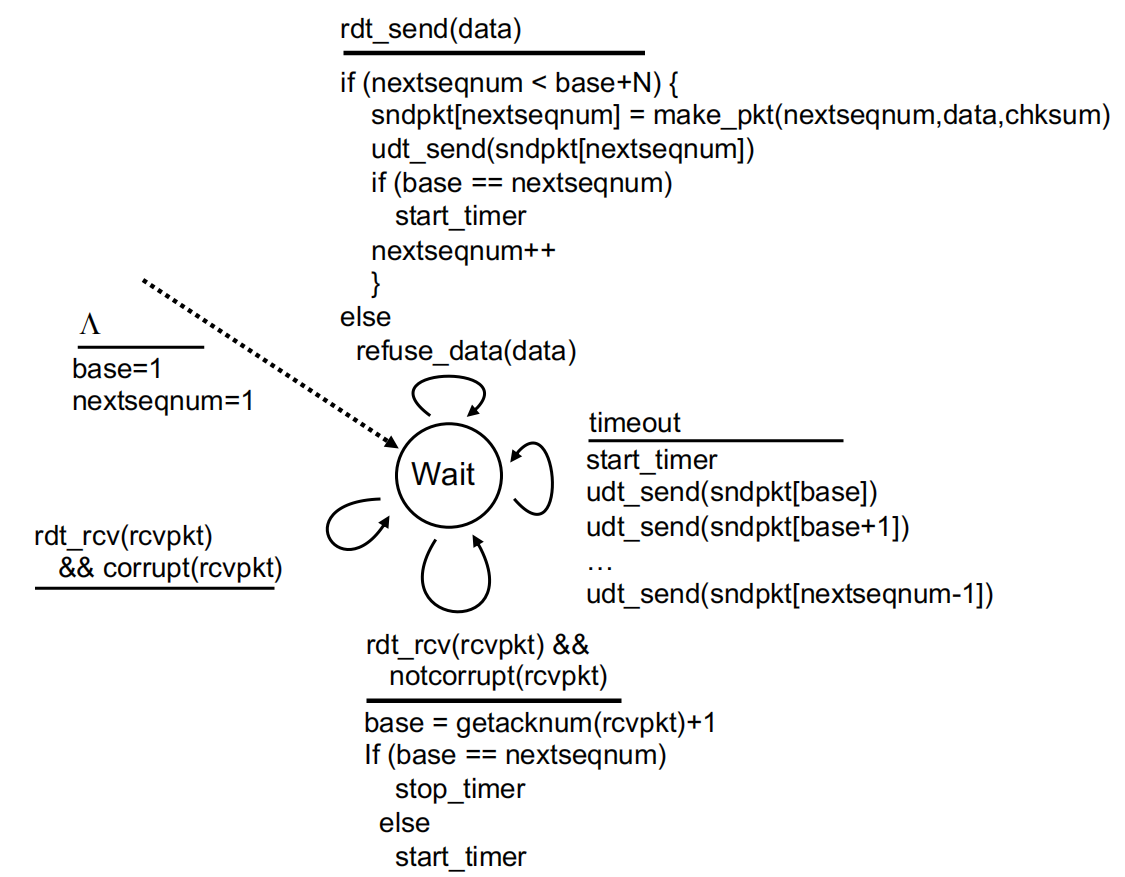 rdt_send(data)
if (nextseqnum < base+N) {
sndpkt[nextseqnum] = make_pkt(nextseqnum,data,chksum)
udt_send(sndpkt[nextseqnum])
if (base == nextseqnum)
start_timer
nextseqnum++
}
else
refuse_data(data)
Λ
base=1
nextseqnum=1
Wait
timeout
start_timer
udt_send(sndpkt[base])
udt_send(sndpkt[base+1])
…
udt_send(sndpkt[nextseqnum-1])
rdt_rcv(rcvpkt)
&& corrupt(rcvpkt)
rdt_rcv(rcvpkt) &&
notcorrupt(rcvpkt)
base = getacknum(rcvpkt)+1
If (base == nextseqnum)
stop_timer
else
start_timer